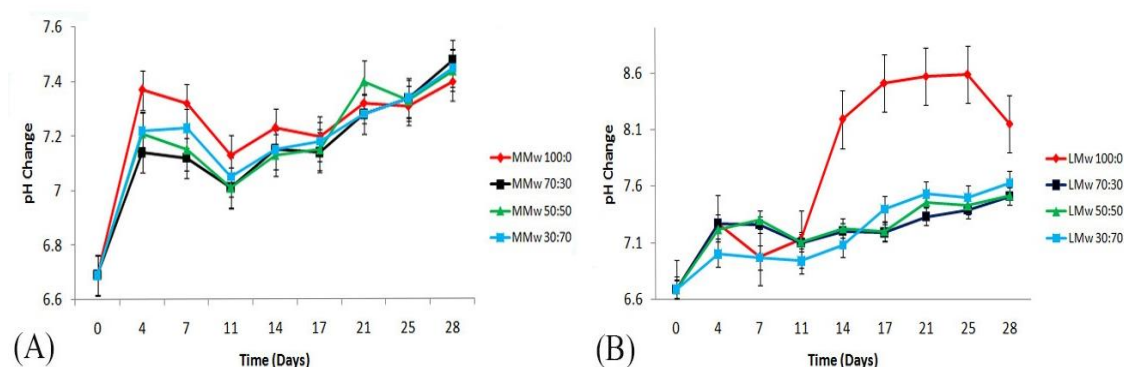 7.6
7.4
7.2
7
6.8
6.6
pH Change
0 4 7 11 14 17 21 25 28
Time (Days)
MMw 100:0
MMw 70:30
MMw 50:50
MMw 30:70
(A)
8.6
8.1
7.6
7.1
6.6
pH Change
0 4 7 11 14 17 21 25 28
Time (Days)
LMw 100:0
LMw 70:30
LMw 50:50
LMw 30:70
(B)